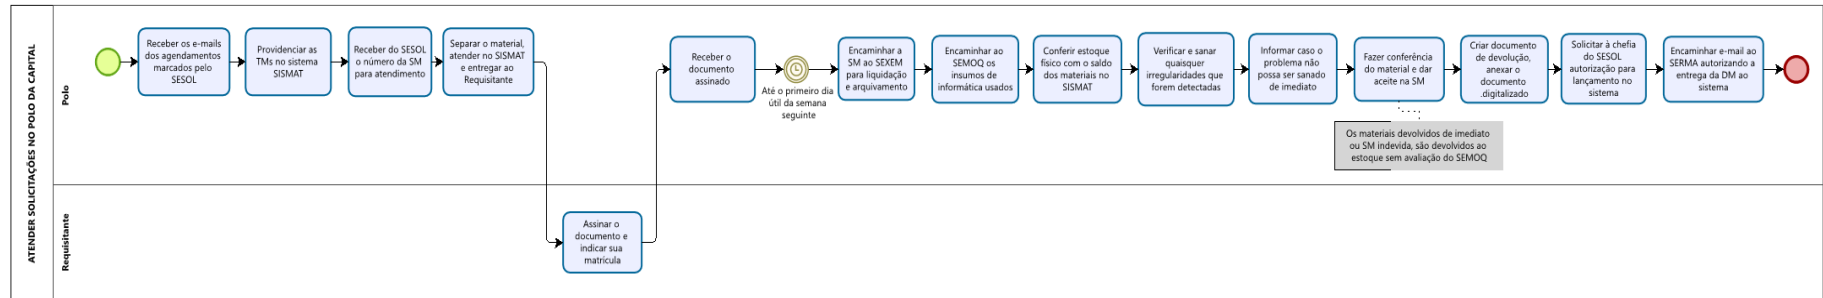 ATENDER SOLICITAÇÕES NO POLO DA CAPITAL
Polo
Receber os e-mails
dos agendamentos
marcados pelo
SESOL
Providenciar as
TMs no sistema
SISMAT
Receber do SESOL
o número da SM
para atendimento
Separar o material,
atender no SISMAT
e entregar ao
Requisitante
Receber o
documento
assinado
Até o primeiro dia
útil da semana
seguinte
Encaminhar a
SM ao SEXEM
para liquidação
e arquivamento
Encaminhar ao
SEMOQ os
insumos de
informática usados
Conferir estoque
físico com o saldo
dos materiais no
SISMAT
Verificar e sanar
quaisquer
irregularidades que
forem detectadas
Informar caso o
problema não
possa ser sanado
de imediato
Fazer conferência
do material e dar
aceite na SM
Criar documento
de devolução,
anexar o
documento
.digitalizado
Solicitar à chefia
do SESOL
autorização para
lançamento no
sistema
Encaminhar e-mail ao
SERMA autorizando a
entrega da DM ao
sistema
Os materiais devolvidos de imediato
ou SM indevida, são devolvidos ao
estoque sem avaliação do SEMOQ
Requisitante
Assinar o
documento e
indicar sua
matrícula